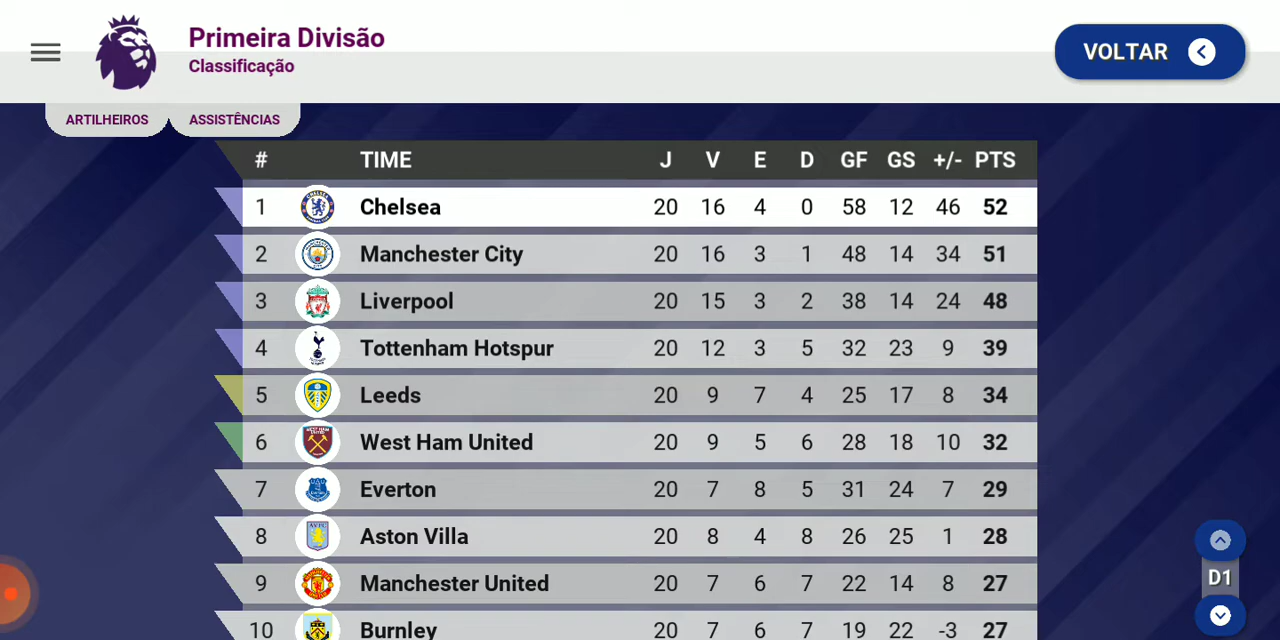 Primeira Divisão
Classificação
VOLTAR
ARTILHEIROS ASSISTÊNCIAS
# TIME J V E D GF GS +/- PTS
1 Chelsea 20 16 4 0 58 12 46 52
2 Manchester City 20 16 3 1 48 14 34 51
3 Liverpool 20 15 3 2 38 14 24 48
4 Tottenham Hotspur 20 12 3 5 32 23 9 39
5 Leeds 20 9 7 4 25 17 8 34
6 West Ham United 20 9 5 6 28 18 10 32
7 Everton 20 7 8 5 31 24 7 29
8 Aston Villa 20 8 4 8 26 25 1 28
9 Manchester United 20 7 6 7 22 14 8 27
10 Burnley 20 7 6 7 19 22 -3 27
D1